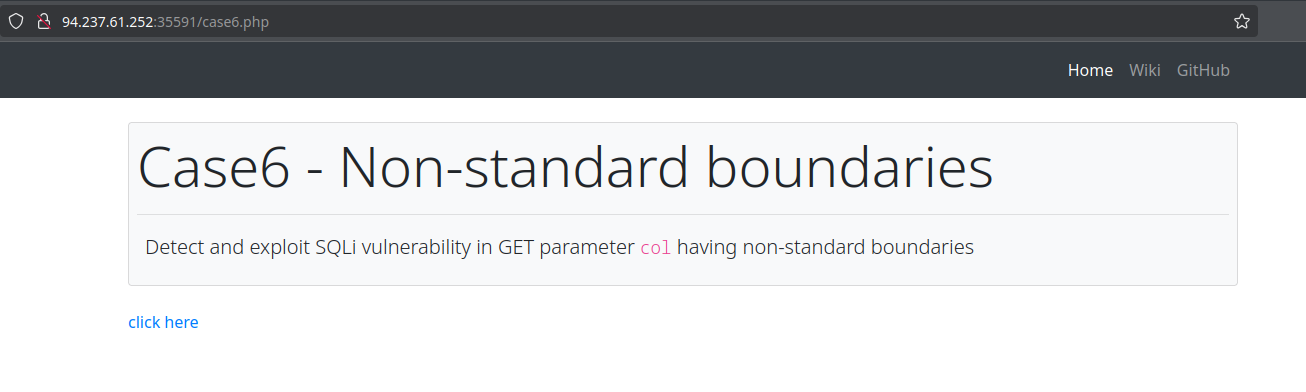 94.237.61.252:35591/case6.php
Home Wiki GitHub
Case6 - Non-standard boundaries
Detect and exploit SQLi vulnerability in GET parameter col having non-standard boundaries
click here